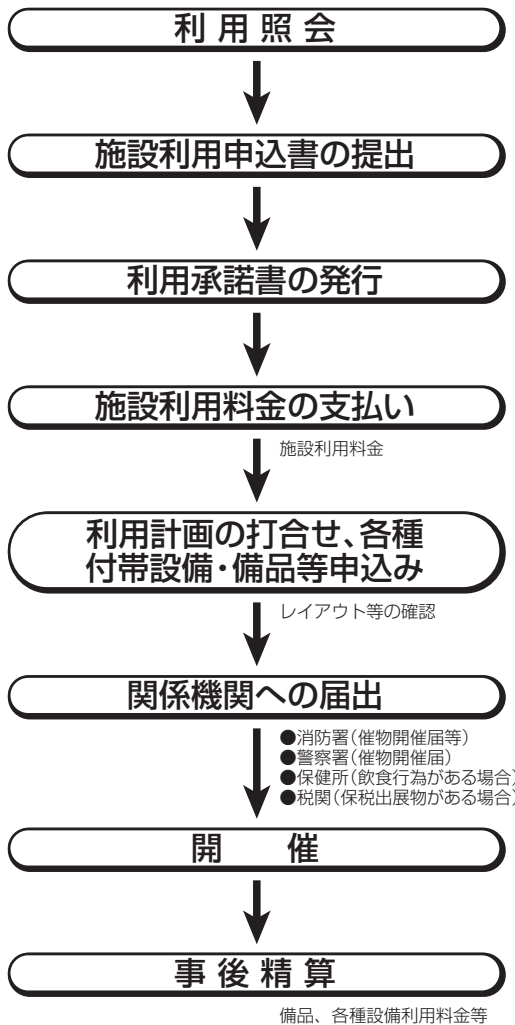 利用照会
施設利用申込書の提出
利用承諾書の発行
施設利用料金の支払い
施設利用料金
利用計画の打合せ、各種
付帯設備・備品等申込み
レイアウト等の確認
関係機関への届出
●消防署(催物開催届等)
●警察署(催物開催届)
●保健所(飲食行為がある場合)
●税関(保税出展物がある場合)
開　催
事後精算
備品、各種設備利用料金等